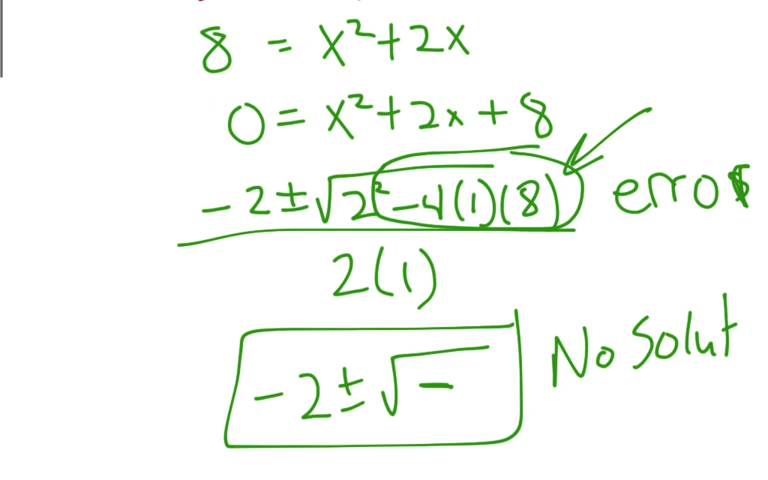 8 = x²+2x
0 = x²+2x+8
-2±√2²-4(1)(8) error
2(1)
-2±√- No Solut